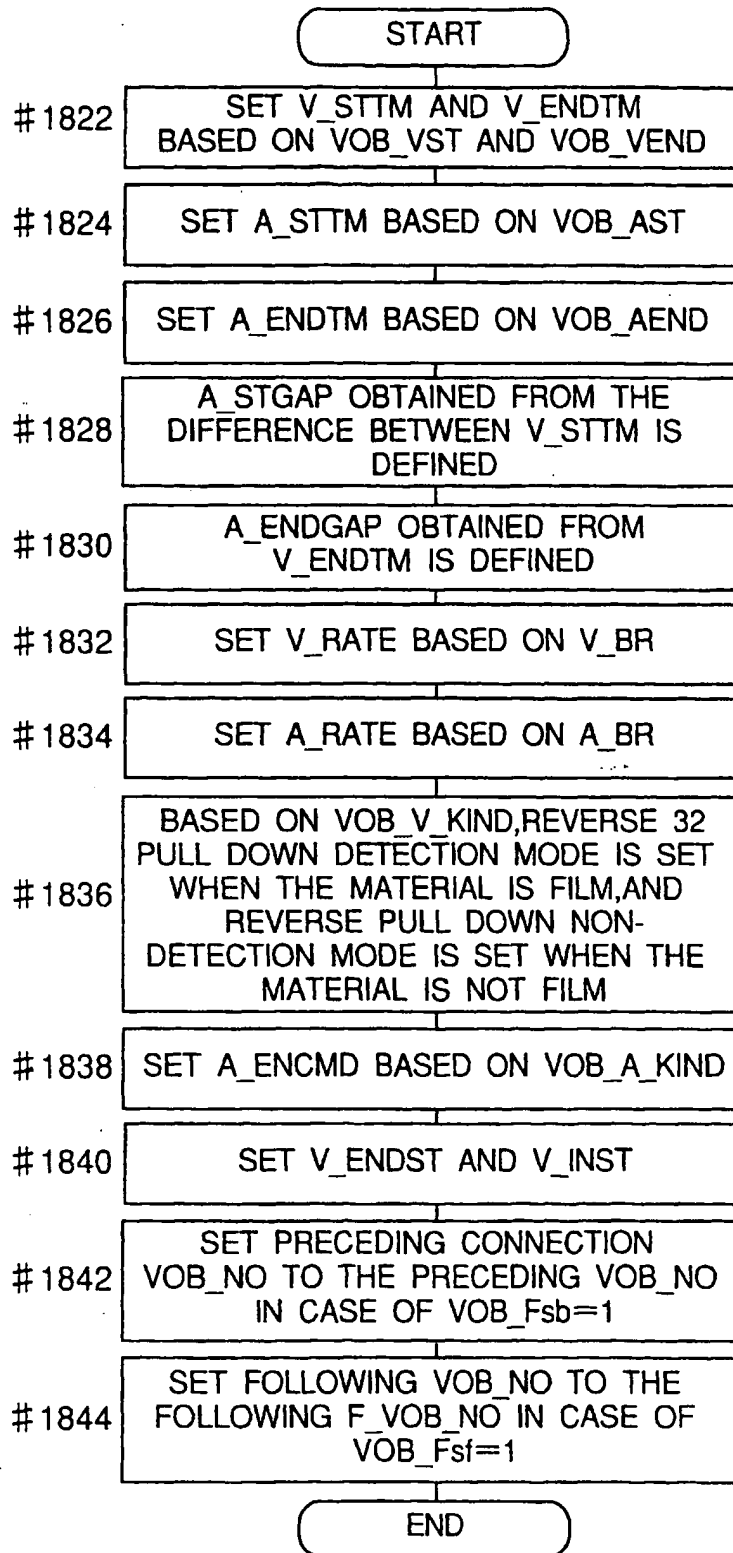 START
#1822
SET V_STTM AND V_ENDTM
BASED ON VOB_VST AND VOB_VEND
#1824
SET A_STTM BASED ON VOB_AST
#1826
SET A_ENDTM BASED ON VOB_AEND
#1828
A_STGAP OBTAINED FROM THE
DIFFERENCE BETWEEN V_STTM IS
DEFINED
#1830
A_ENDGAP OBTAINED FROM
V_ENDTM IS DEFINED
#1832
SET V_RATE BASED ON V_BR
#1834
SET A_RATE BASED ON A_BR
#1836
BASED ON VOB_V_KIND,REVERSE 32
PULL DOWN DETECTION MODE IS SET
WHEN THE MATERIAL IS FILM,AND
REVERSE PULL DOWN NON-
DETECTION MODE IS SET WHEN THE
MATERIAL IS NOT FILM
#1838
SET A_ENCMD BASED ON VOB_A_KIND
#1840
SET V_ENDST AND V_INST
#1842
SET PRECEDING CONNECTION
VOB_NO TO THE PRECEDING VOB_NO
IN CASE OF VOB_Fsb=1
#1844
SET FOLLOWING VOB_NO TO THE
FOLLOWING F_VOB_NO IN CASE OF
VOB_Fsf=1
END